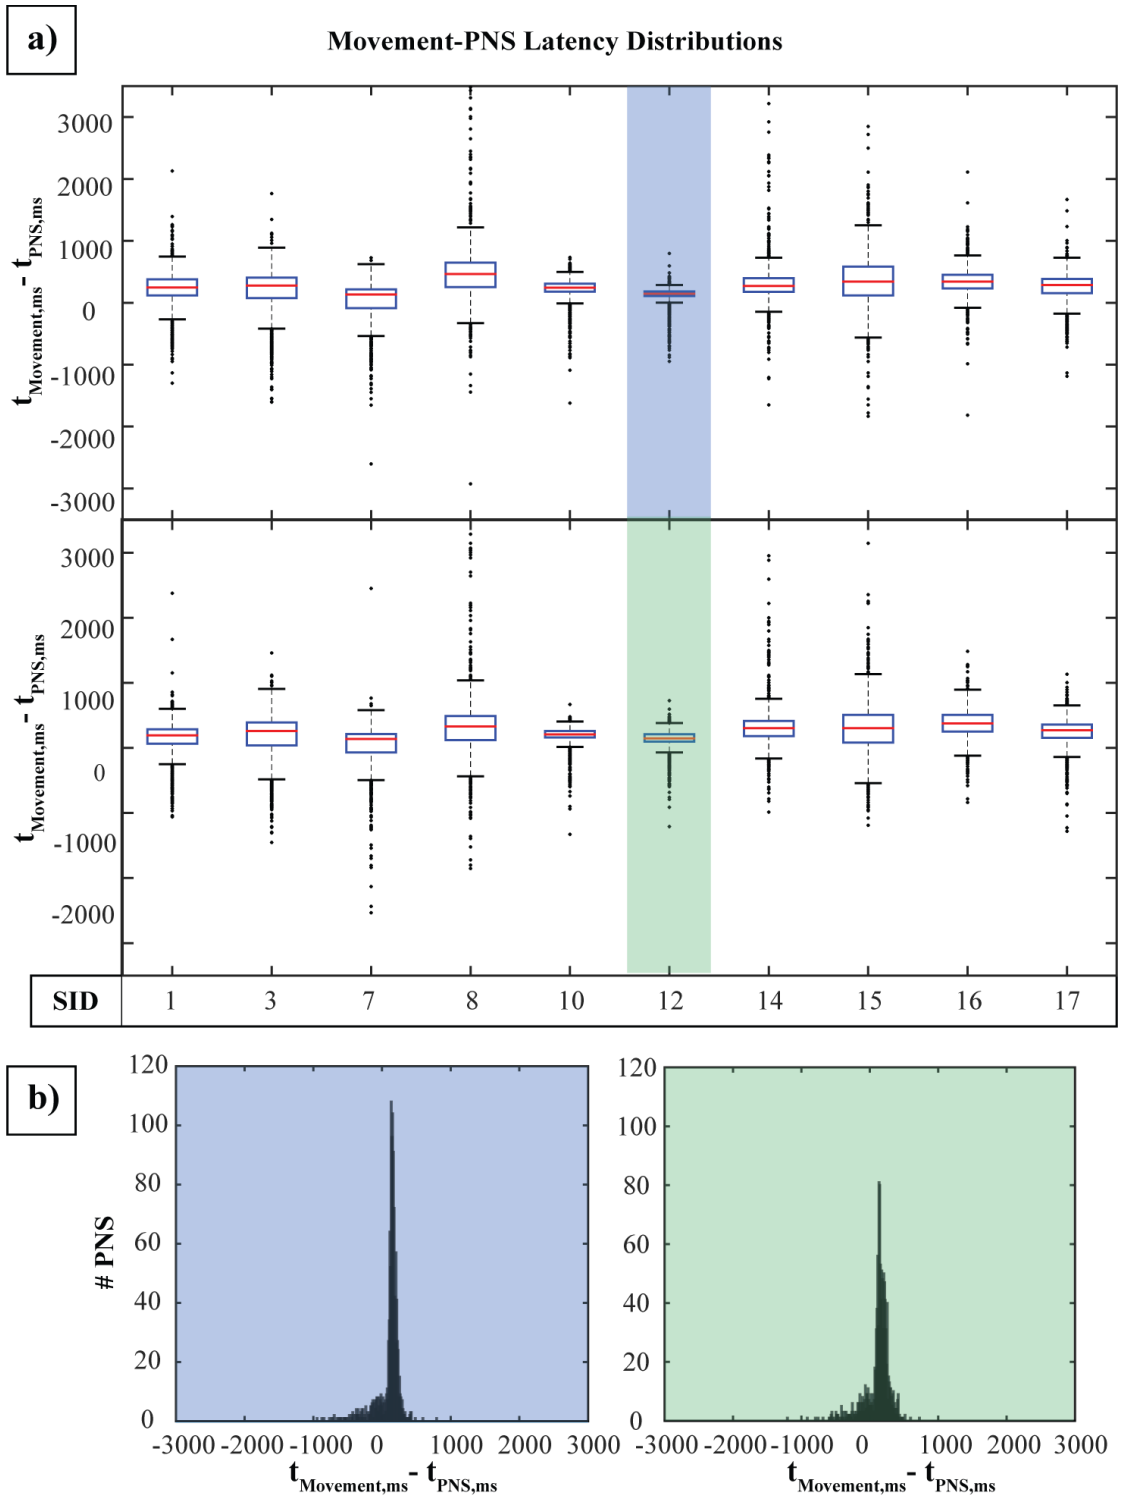 a)
Movement-PNS Latency Distributions
3000
2000
1000
0
-1000
-2000
-3000
tMovement,ms- tPNS,ms
3000
2000
1000
0
-1000
-2000
tMovement,ms- tPNS,ms
SID 1 3 7 8 10 12 14 15 16 17
b)
120
100
80
60
40
20
0
# PNS
-3000 -2000 -1000 0 1000 2000 3000
tMovement,ms- tPNS,ms
120
100
80
60
40
20
0
-3000 -2000 -1000 0 1000 2000 3000
tMovement,ms- tPNS,ms